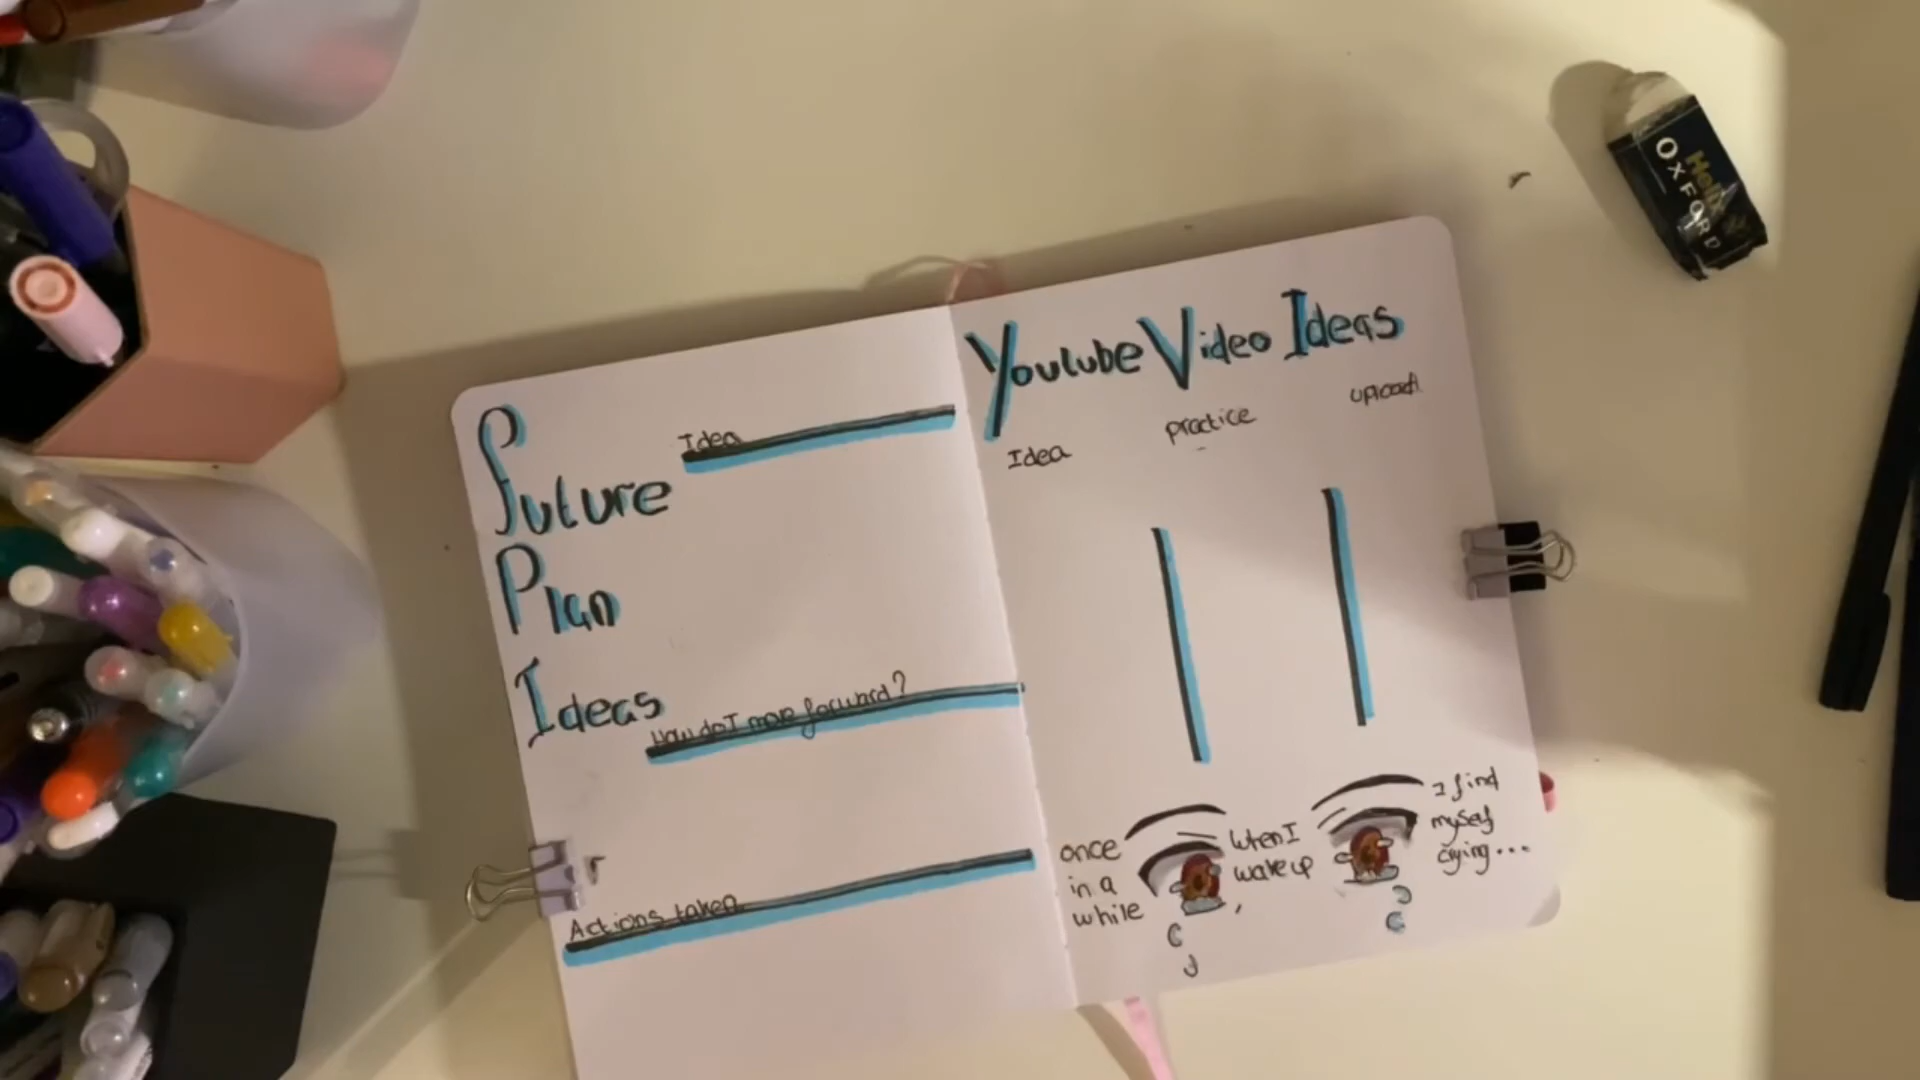 Future
Plan
Ideas
Idea
How do I move forward?
Actions taken
Youtube Video Ideas
Idea
practice
upload
once
in a
while
When I
wake up
,
I find
myself
crying...
Helix
OXFORD